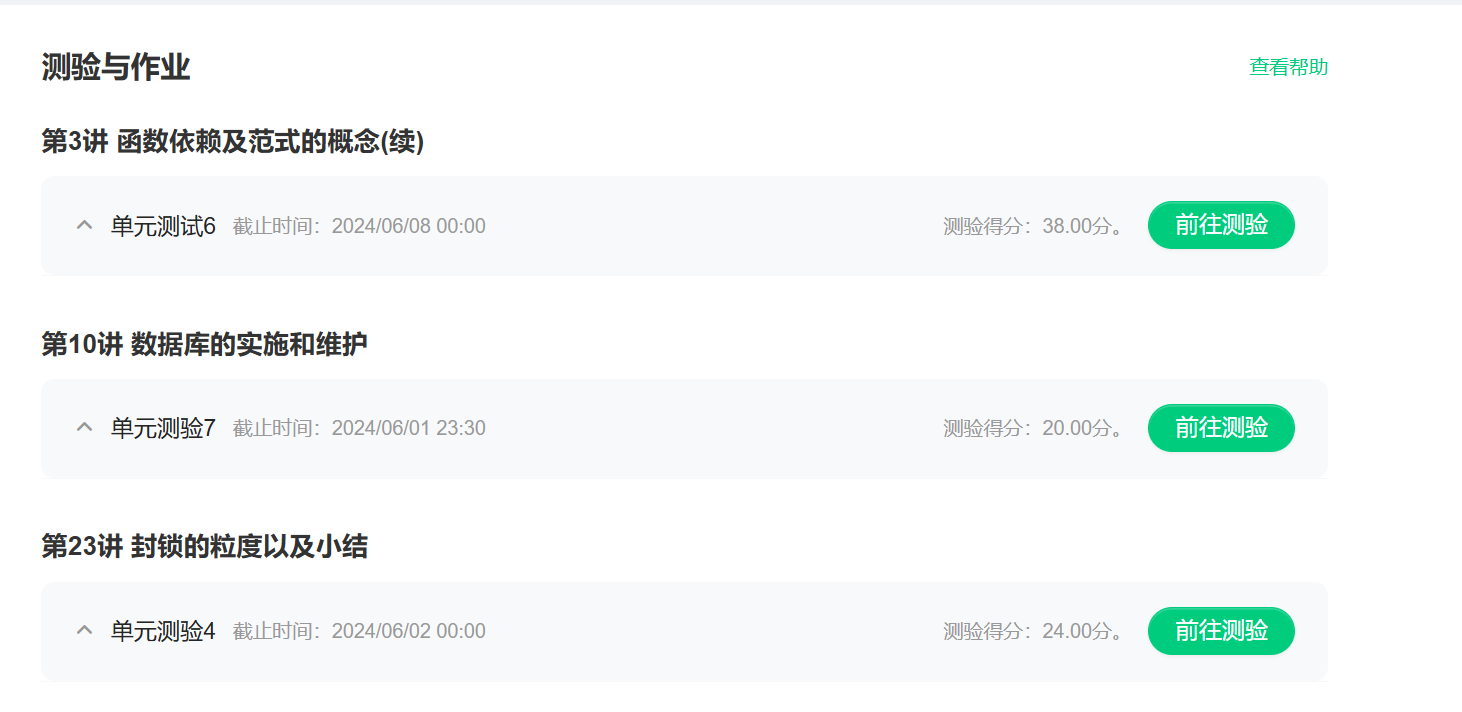 测验与作业 查看帮助
第3讲 函数依赖及范式的概念(续)
单元测试6 截止时间：2024/06/08 00:00 测验得分：38.00分。 前往测验
第10讲 数据库的实施和维护
单元测验7 截止时间：2024/06/01 23:30 测验得分：20.00分。 前往测验
第23讲 封锁的粒度以及小结
单元测验4 截止时间：2024/06/02 00:00 测验得分：24.00分。 前往测验